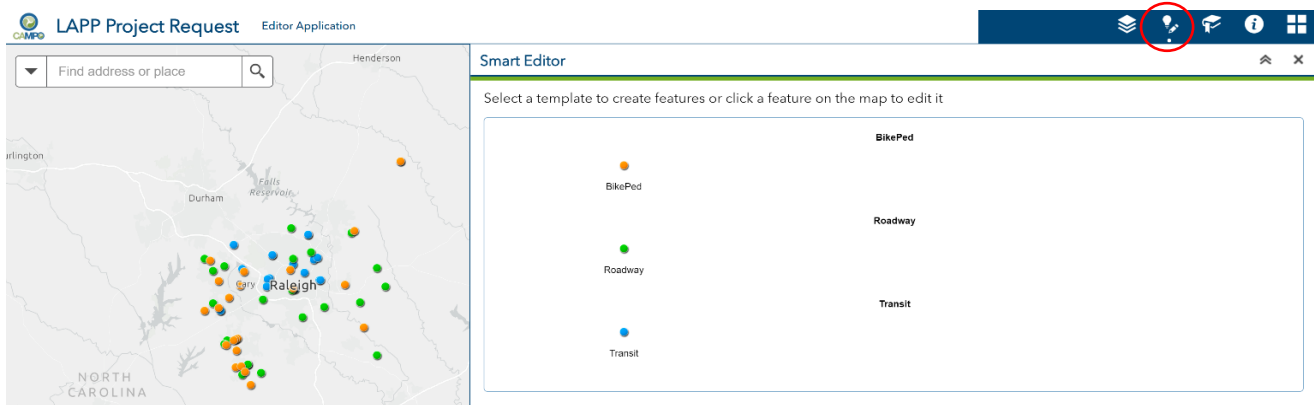 CAMPO
LAPP Project Request Editor Application
Find address or place
Henderson
Smart Editor
Select a template to create features or click a feature on the map to edit it
BikePed
BikePed
Roadway
Roadway
Transit
Transit
rlington
Falls
Reservoir
Durham
Cary
Raleigh
NORTH
CAROLINA